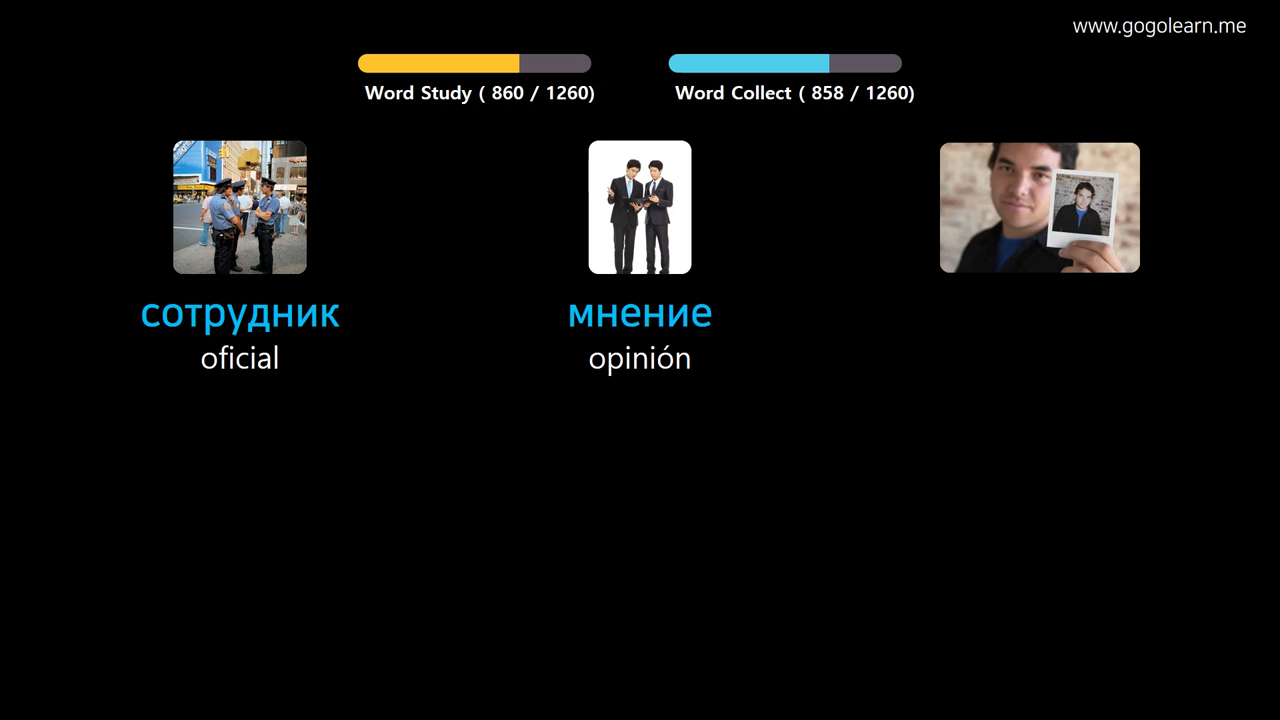 www.gogolearn.me
Word Study ( 860 / 1260)
Word Collect ( 858 / 1260)
сотрудник
мнение
oficial
opinión